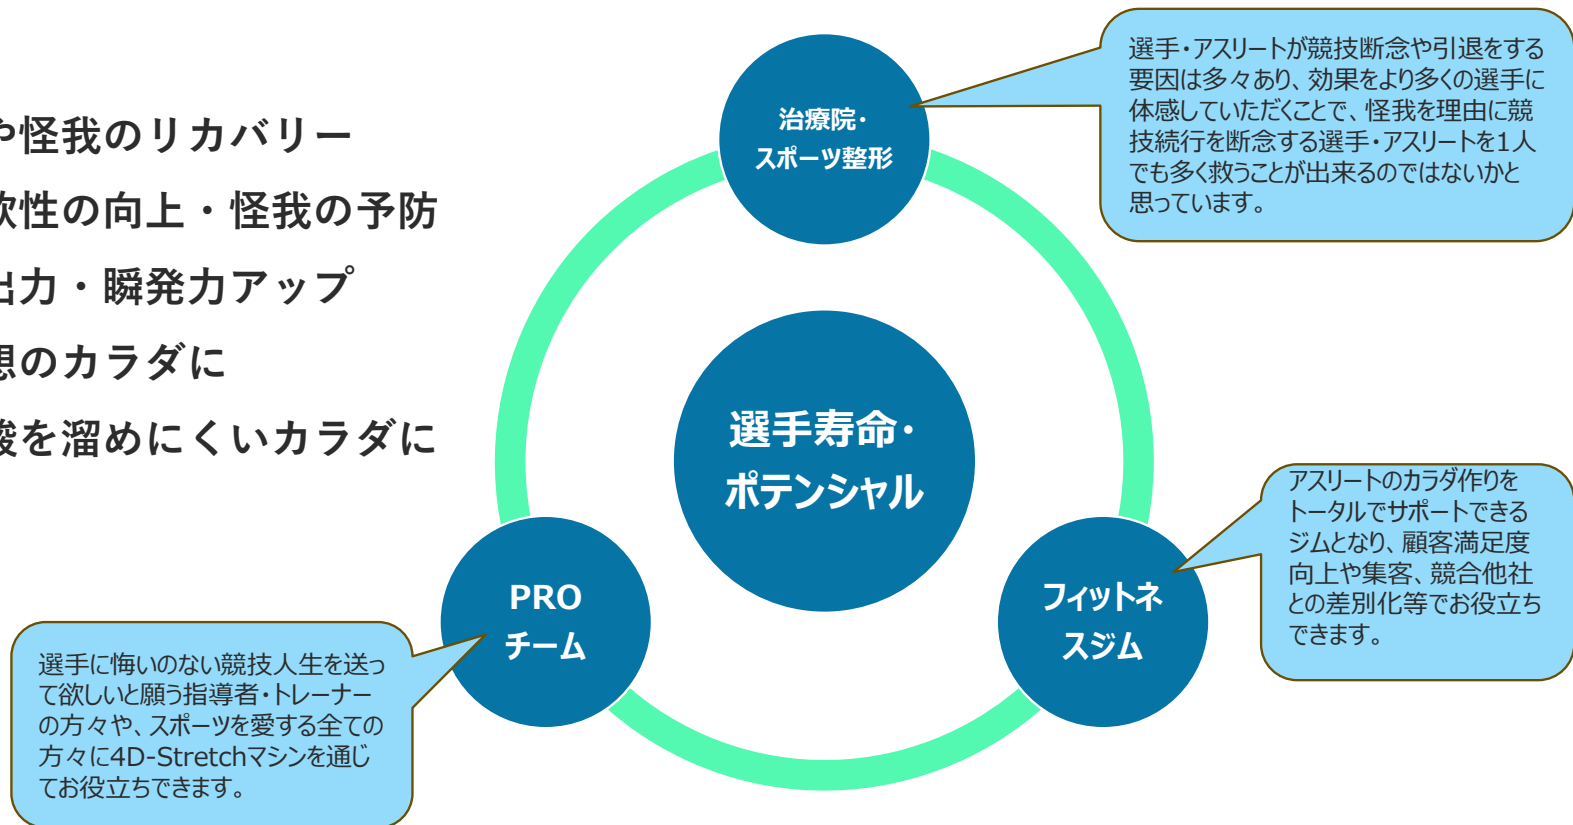 や怪我のリカバリー
軟性の向上・怪我の予防
出力・瞬発力アップ
想のカラダに
酸を溜めにくいカラダに
治療院・
スポーツ整形
選手・アスリートが競技断念や引退をする
要因は多々あり、効果をより多くの選手に
体感していただくことで、怪我を理由に競
技続行を断念する選手・アスリートを1人
でも多く救うことが出来るのではないかと
思っています。
選手寿命・
ポテンシャル
PRO
チーム
選手に悔いのない競技人生を送っ
て欲しいと願う指導者・トレーナー
の方々や、スポーツを愛する全ての
方々に4D-Stretchマシンを通じ
てお役立ちできます。
フィットネ
スジム
アスリートのカラダ作りを
トータルでサポートできる
ジムとなり、顧客満足度
向上や集客、競合他社
との差別化等でお役立ち
できます。